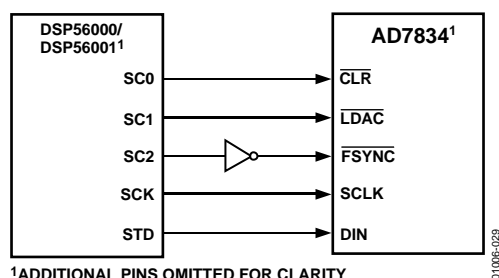 DSP56000/
DSP56001¹
AD7834¹
SC0
CLR
SC1
LDAC
SC2
FSYNC
SCK
SCLK
STD
DIN
¹ADDITIONAL PINS OMITTED FOR CLARITY
01006-029